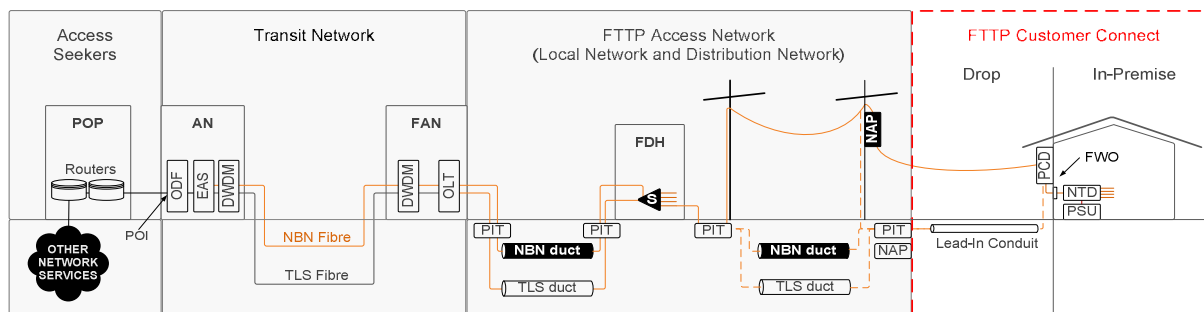 Access
Seekers
Transit Network
FTTP Access Network
(Local Network and Distribution Network)
FTTP Customer Connect
Drop
In-Premise
POP
AN
FAN
FDH
NAP
Routers
ODF
EAS
DWDM
DWDM
OLT
S
PCD
FWO
NTD
PSU
POI
OTHER
NETWORK
SERVICES
NBN Fibre
TLS Fibre
PIT
PIT
PIT
PIT
NBN duct
NBN duct
NAP
Lead-In Conduit
TLS duct
TLS duct